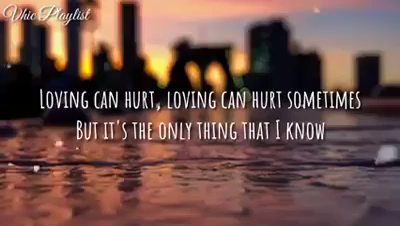 Vhic Playlist
LOVING CAN HURT, LOVING CAN HURT SOMETIMES
BUT IT'S THE ONLY THING THAT I KNOW